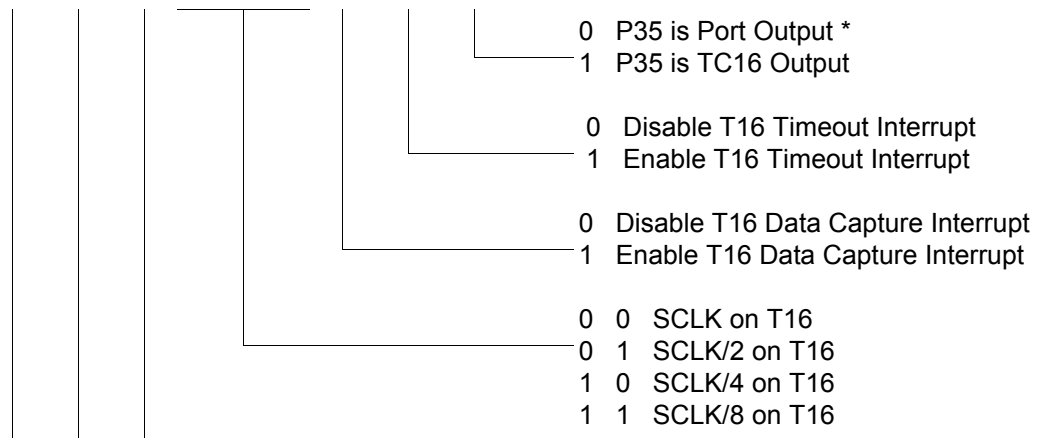 0 P35 is Port Output *
1 P35 is TC16 Output
0 Disable T16 Timeout Interrupt
1 Enable T16 Timeout Interrupt
0 Disable T16 Data Capture Interrupt
1 Enable T16 Data Capture Interrupt
0 0 SCLK on T16
0 1 SCLK/2 on T16
1 0 SCLK/4 on T16
1 1 SCLK/8 on T16